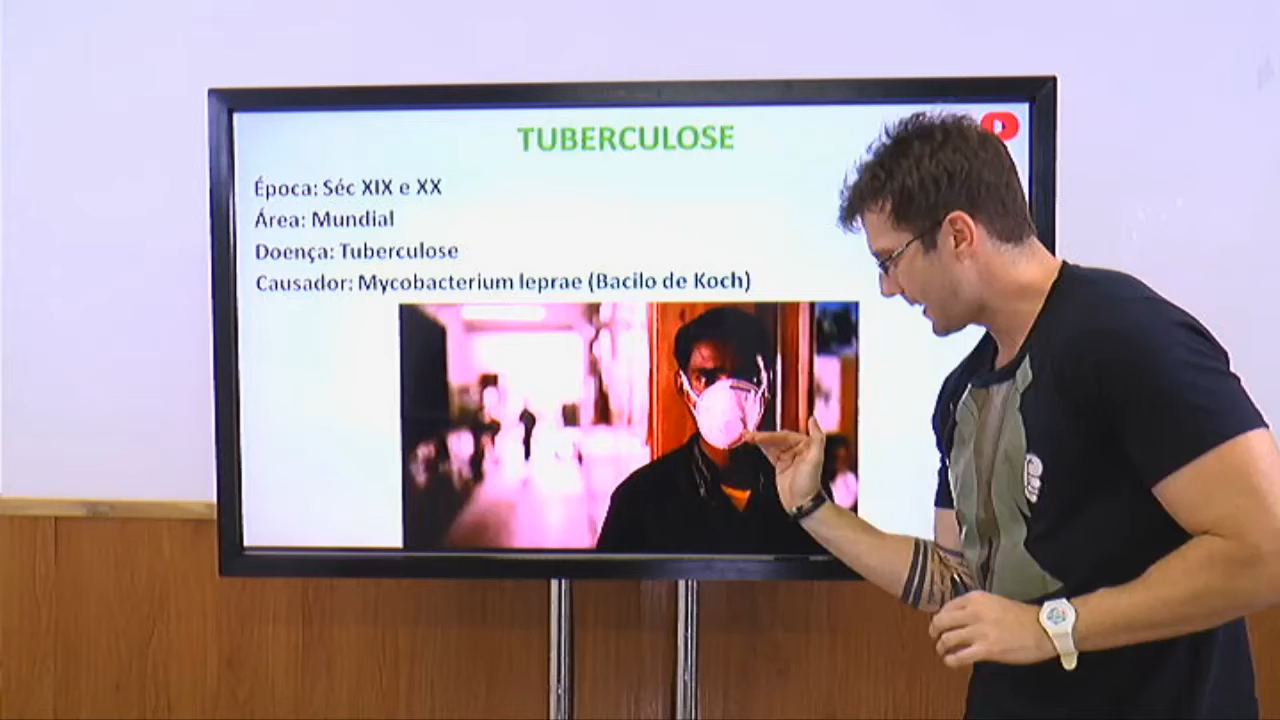 TUBERCULOSE
Época: Séc XIX e XX
Área: Mundial
Doença: Tuberculose
Causador: Mycobacterium leprae (Bacilo de Koch)